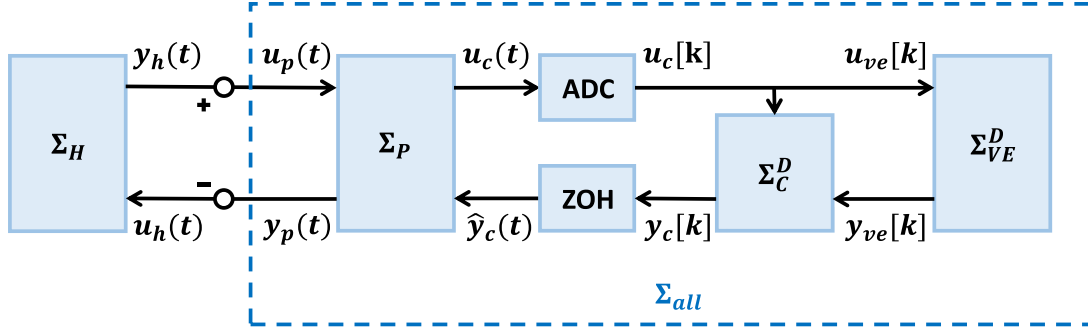 y_h(t) u_p(t) u_c(t) u_c[k] u_ve[k]
ADC
+
Σ_H Σ_P Σ_C^D Σ_VE^D
-
ZOH
u_h(t) y_p(t) ŷ_c(t) y_c[k] y_ve[k]
Σ_all